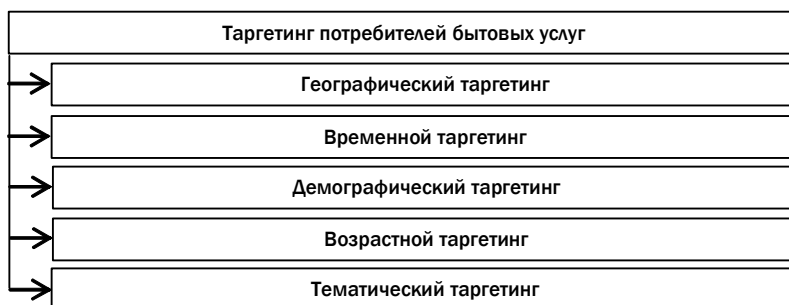 Таргетинг потребителей бытовых услуг
Географический таргетинг
Временной таргетинг
Демографический таргетинг
Возрастной таргетинг
Тематический таргетинг